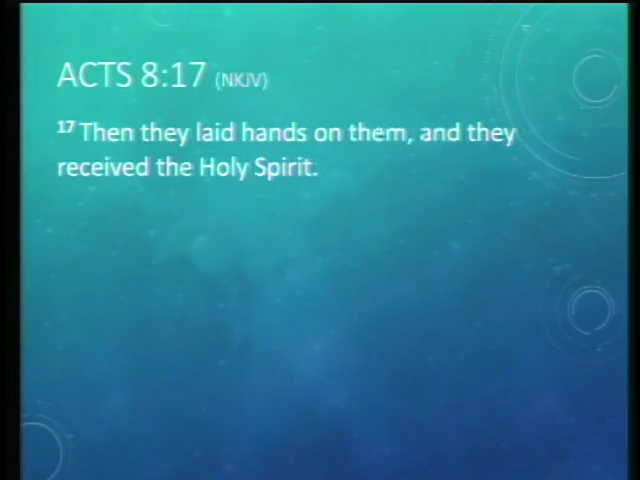 ACTS 8:17 (NKJV)
17 Then they laid hands on them, and they
received the Holy Spirit.